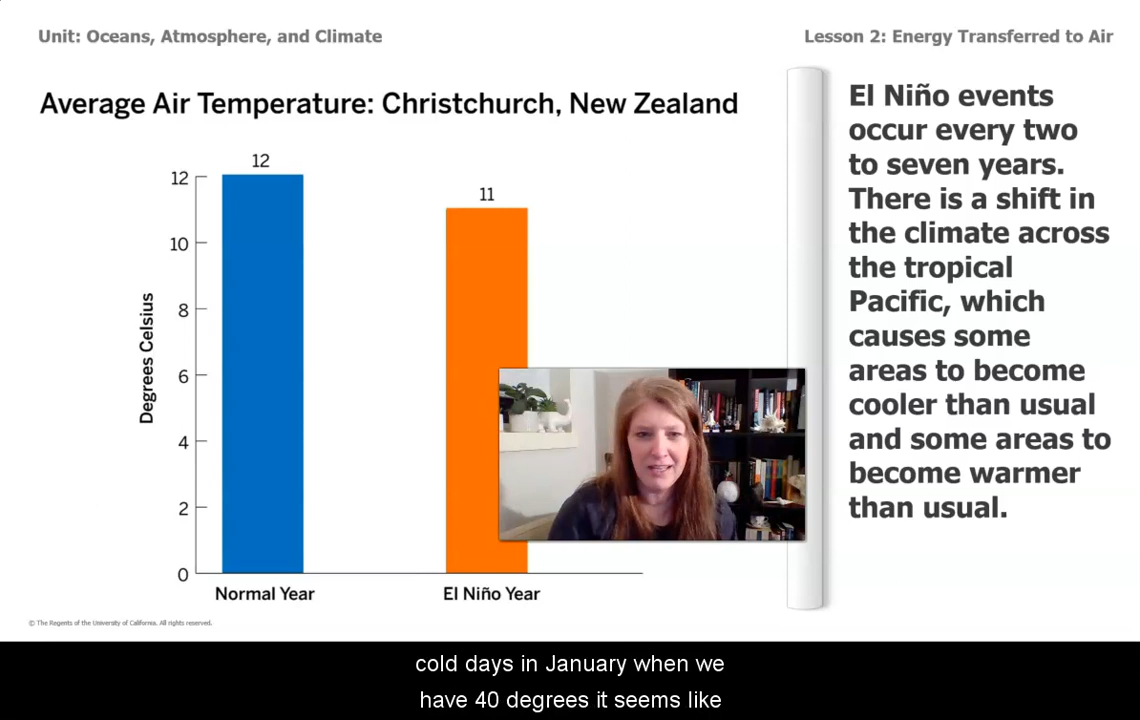 Unit: Oceans, Atmosphere, and Climate
Lesson 2: Energy Transferred to Air
Average Air Temperature: Christchurch, New Zealand
12
11
12
10
8
6
4
2
0
Degrees Celsius
Normal Year
El Niño Year
El Niño events
occur every two
to seven years.
There is a shift in
the climate across
the tropical
Pacific, which
causes some
areas to become
cooler than usual
and some areas to
become warmer
than usual.
© The Regents of the University of California. All rights reserved.
cold days in January when we
have 40 degrees it seems like